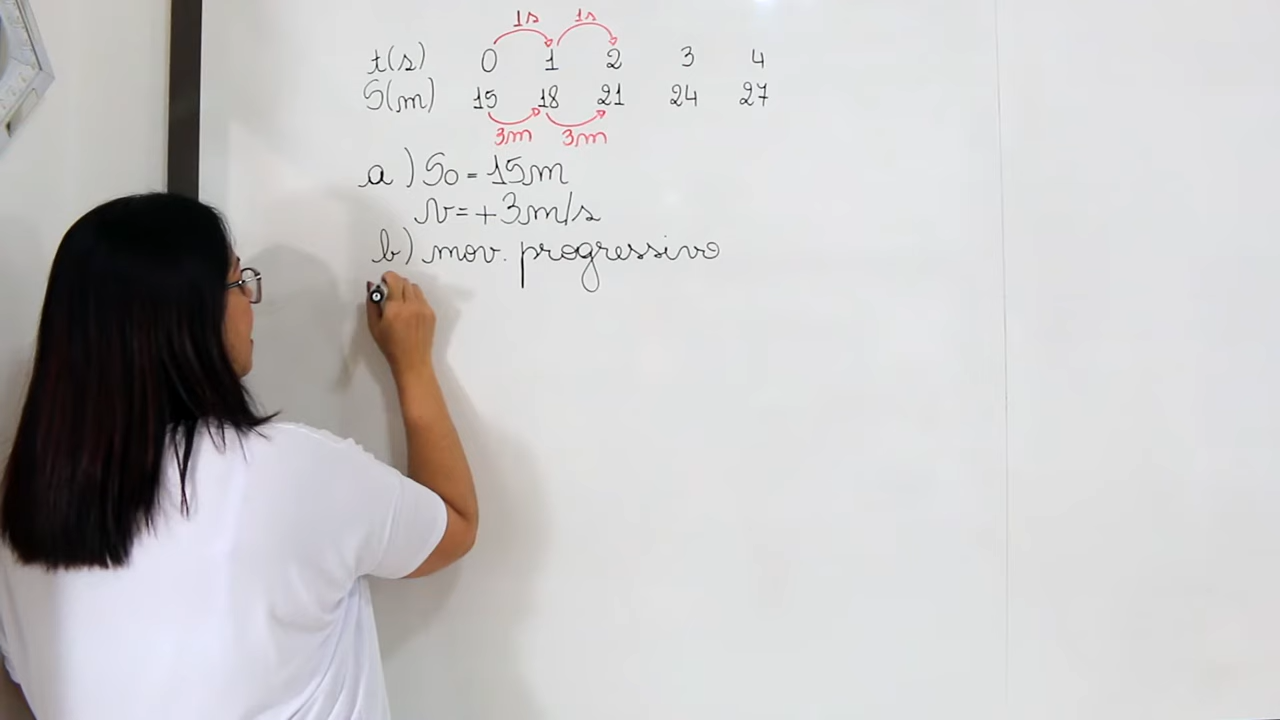 1s 1s
t(s) 0 1 2 3 4
S(m) 15 18 21 24 27
3m 3m
a) S0 = 15m
v = +3m/s
b) mov. progressivo